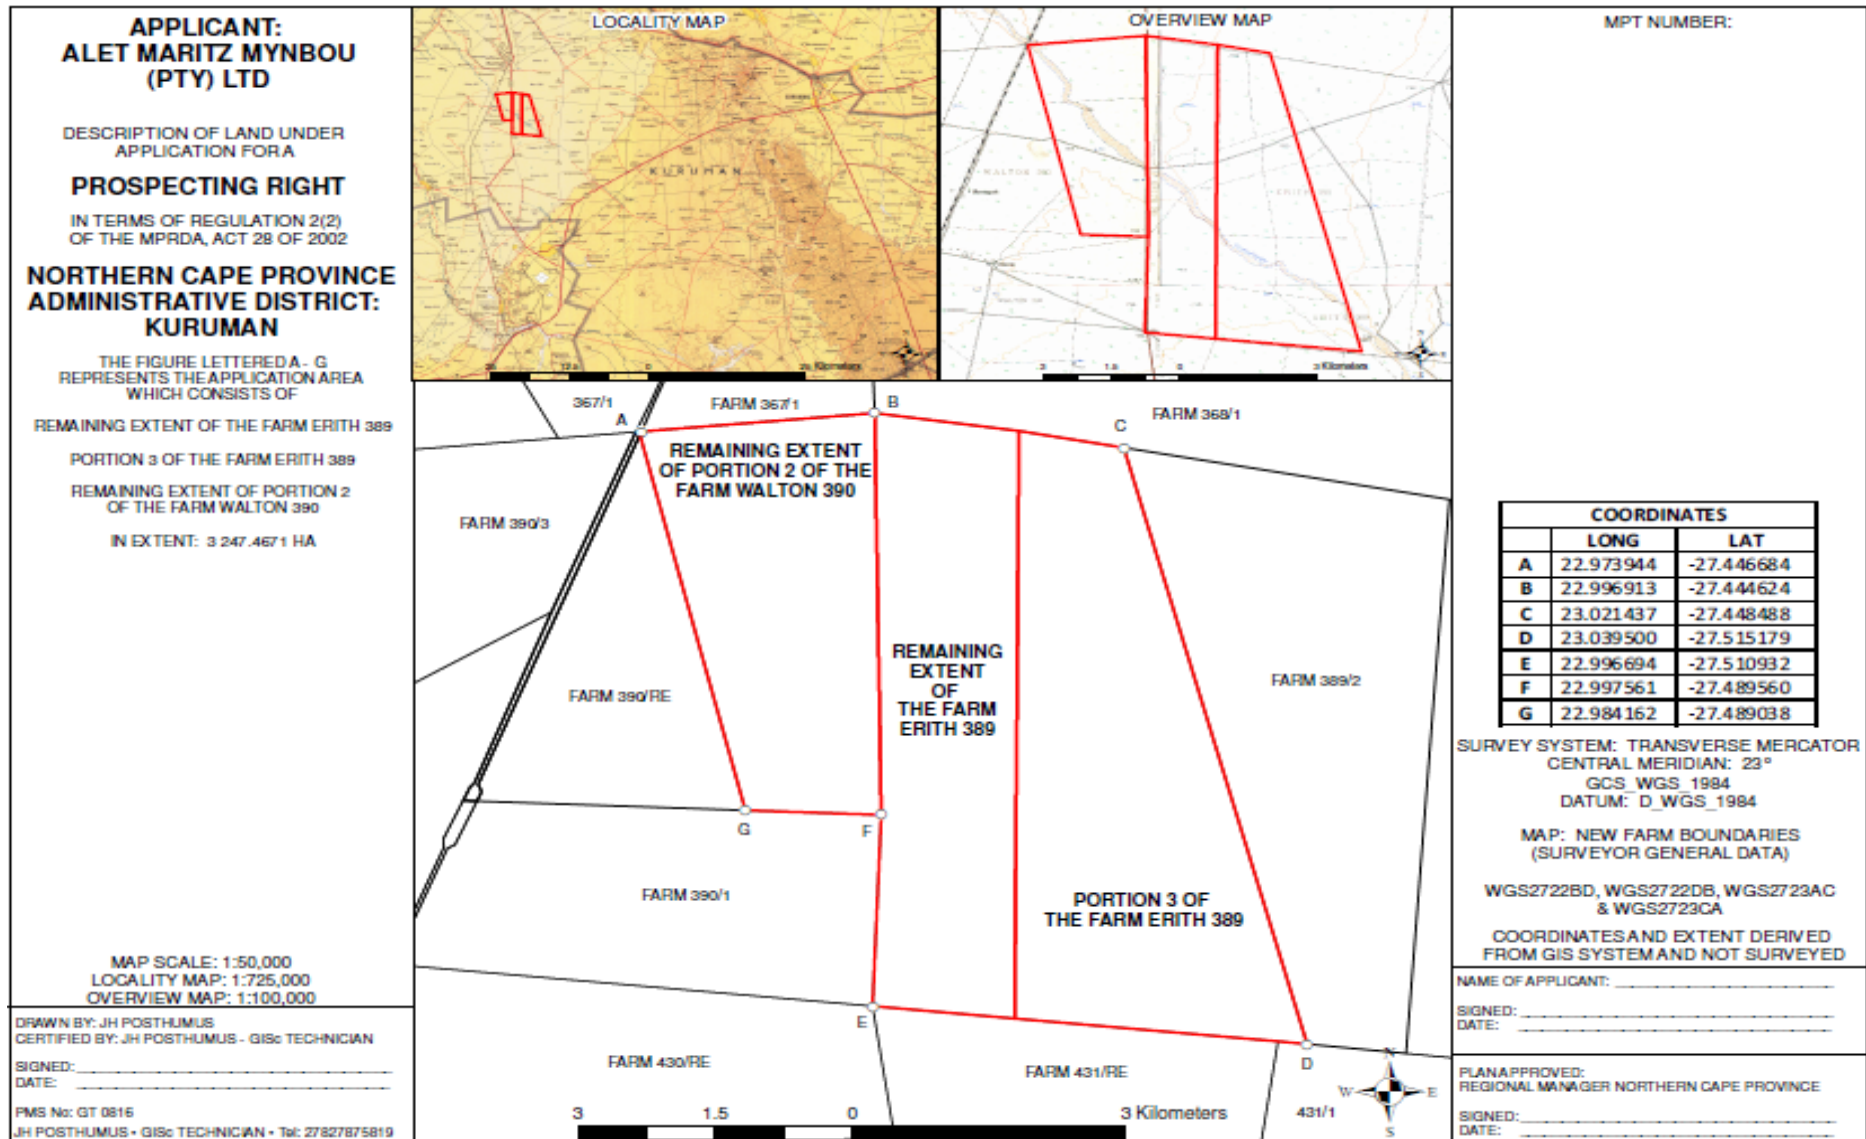 APPLICANT:
ALET MARITZ MYNBOU
(PTY) LTD
DESCRIPTION OF LAND UNDER
APPLICATION FOR A
PROSPECTING RIGHT
IN TERMS OF REGULATION 2(2)
OF THE MPRDA, ACT 28 OF 2002
NORTHERN CAPE PROVINCE
ADMINISTRATIVE DISTRICT:
KURUMAN
THE FIGURE LETTERED A - G
REPRESENTS THE APPLICATION AREA
WHICH CONSISTS OF
REMAINING EXTENT OF THE FARM ERITH 389
PORTION 3 OF THE FARM ERITH 389
REMAINING EXTENT OF PORTION 2
OF THE FARM WALTON 390
IN EXTENT: 3 247.4671 HA
MAP SCALE: 1:50,000
LOCALITY MAP: 1:725,000
OVERVIEW MAP: 1:100,000
DRAWN BY: JH POSTHUMUS
CERTIFIED BY: JH POSTHUMUS - GISc TECHNICIAN
SIGNED:
DATE:
PMS No: GT 0816
JH POSTHUMUS • GISc TECHNICIAN • Tel: 27827875819
LOCALITY MAP
KURUMAN
25 12.5 0 25 Kilometers
OVERVIEW MAP
3 1.5 0 3 Kilometers
367/1
FARM 367/1
B
FARM 368/1
A
C
REMAINING EXTENT
OF PORTION 2 OF THE
FARM WALTON 390
FARM 390/3
REMAINING
EXTENT
OF
THE FARM
ERITH 389
FARM 390/RE
FARM 389/2
G
F
FARM 390/1
PORTION 3 OF
THE FARM ERITH 389
E
D
FARM 430/RE
FARM 431/RE
431/1
N
W
E
S
3 1.5 0 3 Kilometers
MPT NUMBER:
COORDINATES
LONG LAT
A 22.973944 -27.446684
B 22.996913 -27.444624
C 23.021437 -27.448488
D 23.039500 -27.515179
E 22.996694 -27.510932
F 22.997561 -27.489560
G 22.984162 -27.489038
SURVEY SYSTEM: TRANSVERSE MERCATOR
CENTRAL MERIDIAN: 23°
GCS_WGS_1984
DATUM: D_WGS_1984
MAP: NEW FARM BOUNDARIES
(SURVEYOR GENERAL DATA)
WGS2722BD, WGS2722DB, WGS2723AC
& WGS2723CA
COORDINATES AND EXTENT DERIVED
FROM GIS SYSTEM AND NOT SURVEYED
NAME OF APPLICANT:
SIGNED:
DATE:
PLAN APPROVED:
REGIONAL MANAGER NORTHERN CAPE PROVINCE
SIGNED:
DATE: